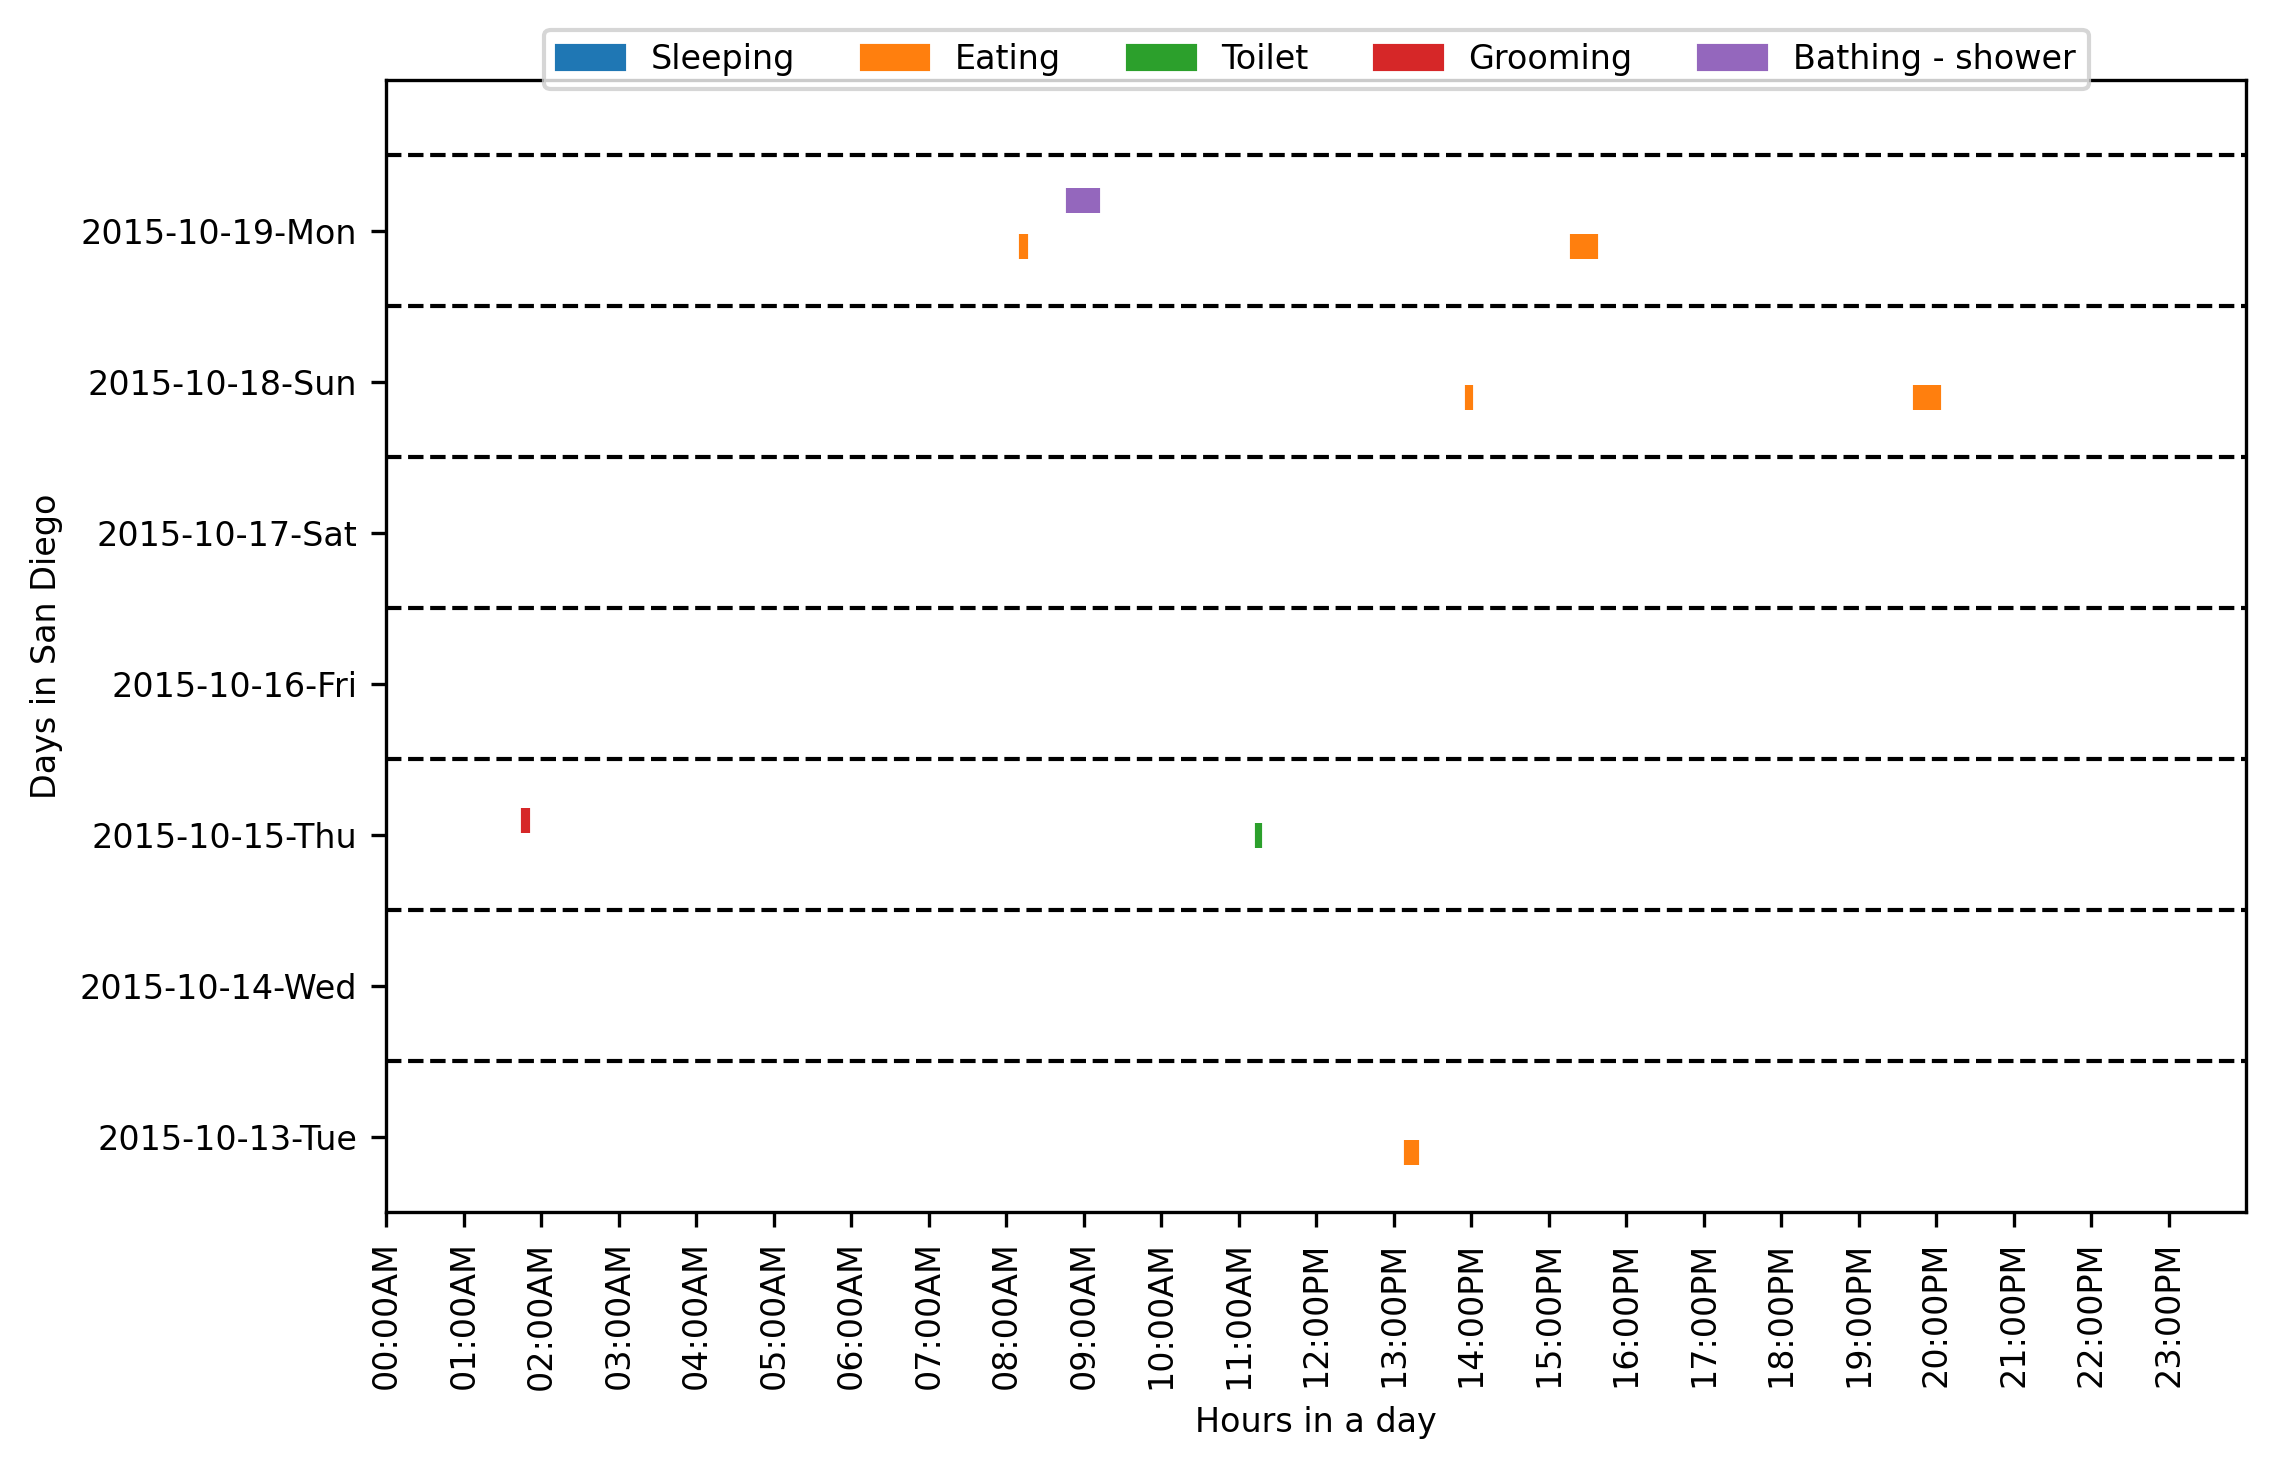 Sleeping Eating Toilet Grooming Bathing - shower
2015-10-19-Mon
2015-10-18-Sun
2015-10-17-Sat
2015-10-16-Fri
2015-10-15-Thu
2015-10-14-Wed
2015-10-13-Tue
Days in San Diego
00:00AM
01:00AM
02:00AM
03:00AM
04:00AM
05:00AM
06:00AM
07:00AM
08:00AM
09:00AM
10:00AM
11:00AM
12:00PM
13:00PM
14:00PM
15:00PM
16:00PM
17:00PM
18:00PM
19:00PM
20:00PM
21:00PM
22:00PM
23:00PM
Hours in a day